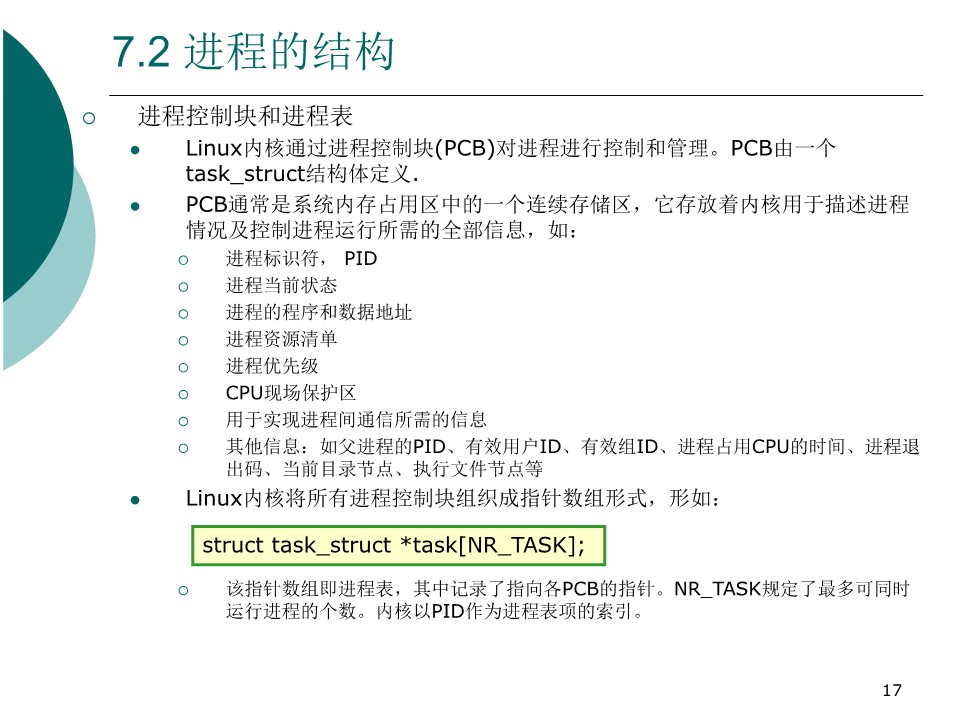 7.2 进程的结构
进程控制块和进程表
Linux内核通过进程控制块(PCB)对进程进行控制和管理。PCB由一个
task_struct结构体定义.
PCB通常是系统内存占用区中的一个连续存储区，它存放着内核用于描述进程
情况及控制进程运行所需的全部信息，如：
进程标识符， PID
进程当前状态
进程的程序和数据地址
进程资源清单
进程优先级
CPU现场保护区
用于实现进程间通信所需的信息
其他信息：如父进程的PID、有效用户ID、有效组ID、进程占用CPU的时间、进程退
出码、当前目录节点、执行文件节点等
Linux内核将所有进程控制块组织成指针数组形式，形如：
struct task_struct *task[NR_TASK];
该指针数组即进程表，其中记录了指向各PCB的指针。NR_TASK规定了最多可同时
运行进程的个数。内核以PID作为进程表项的索引。
17